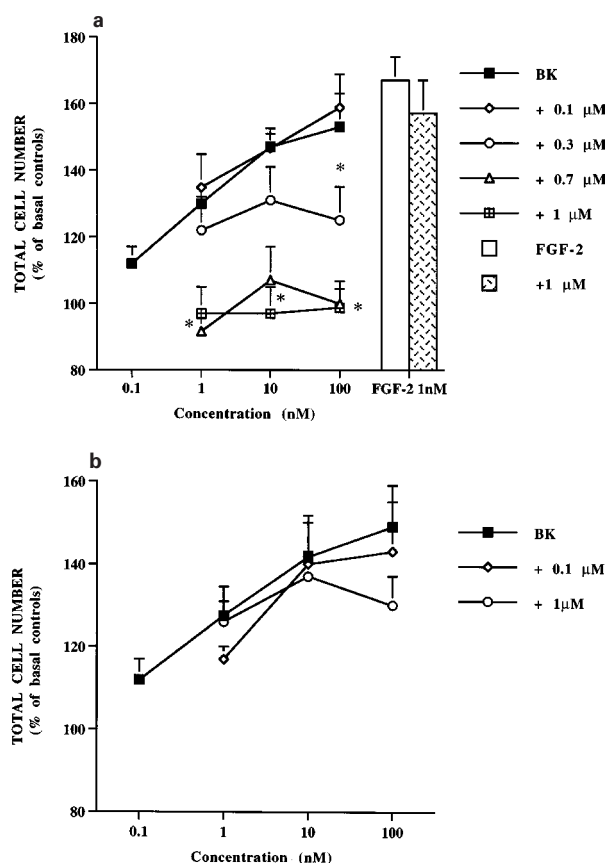 a
180
160
140
120
100
80
TOTAL CELL NUMBER
(% of basal controls)
*
*
*
*
0.1
1
10
100
FGF-2 1nM
Concentration (nM)
BK
+ 0.1 µM
+ 0.3 µM
+ 0.7 µM
+ 1 µM
FGF-2
+1 µM
b
160
140
120
100
80
TOTAL CELL NUMBER
(% of basal controls)
0.1
1
10
100
Concentration (nM)
BK
+ 0.1 µM
+ 1µM